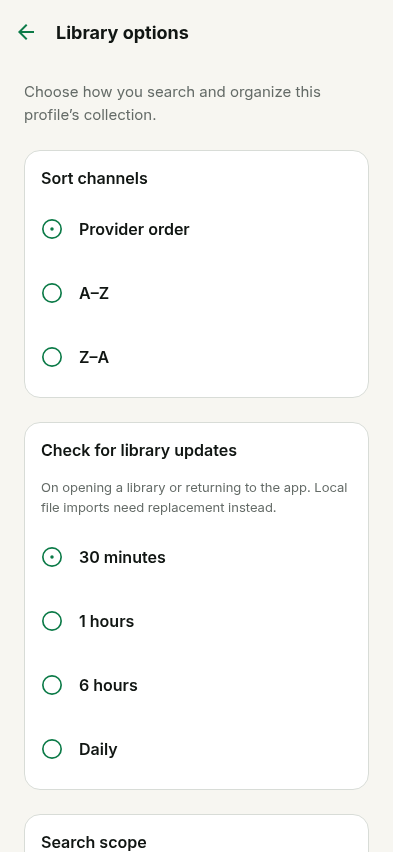 Library options
Choose how you search and organize this
profile’s collection.
Sort channels
Provider order
A–Z
Z–A
Check for library updates
On opening a library or returning to the app. Local
file imports need replacement instead.
30 minutes
1 hours
6 hours
Daily
Search scope